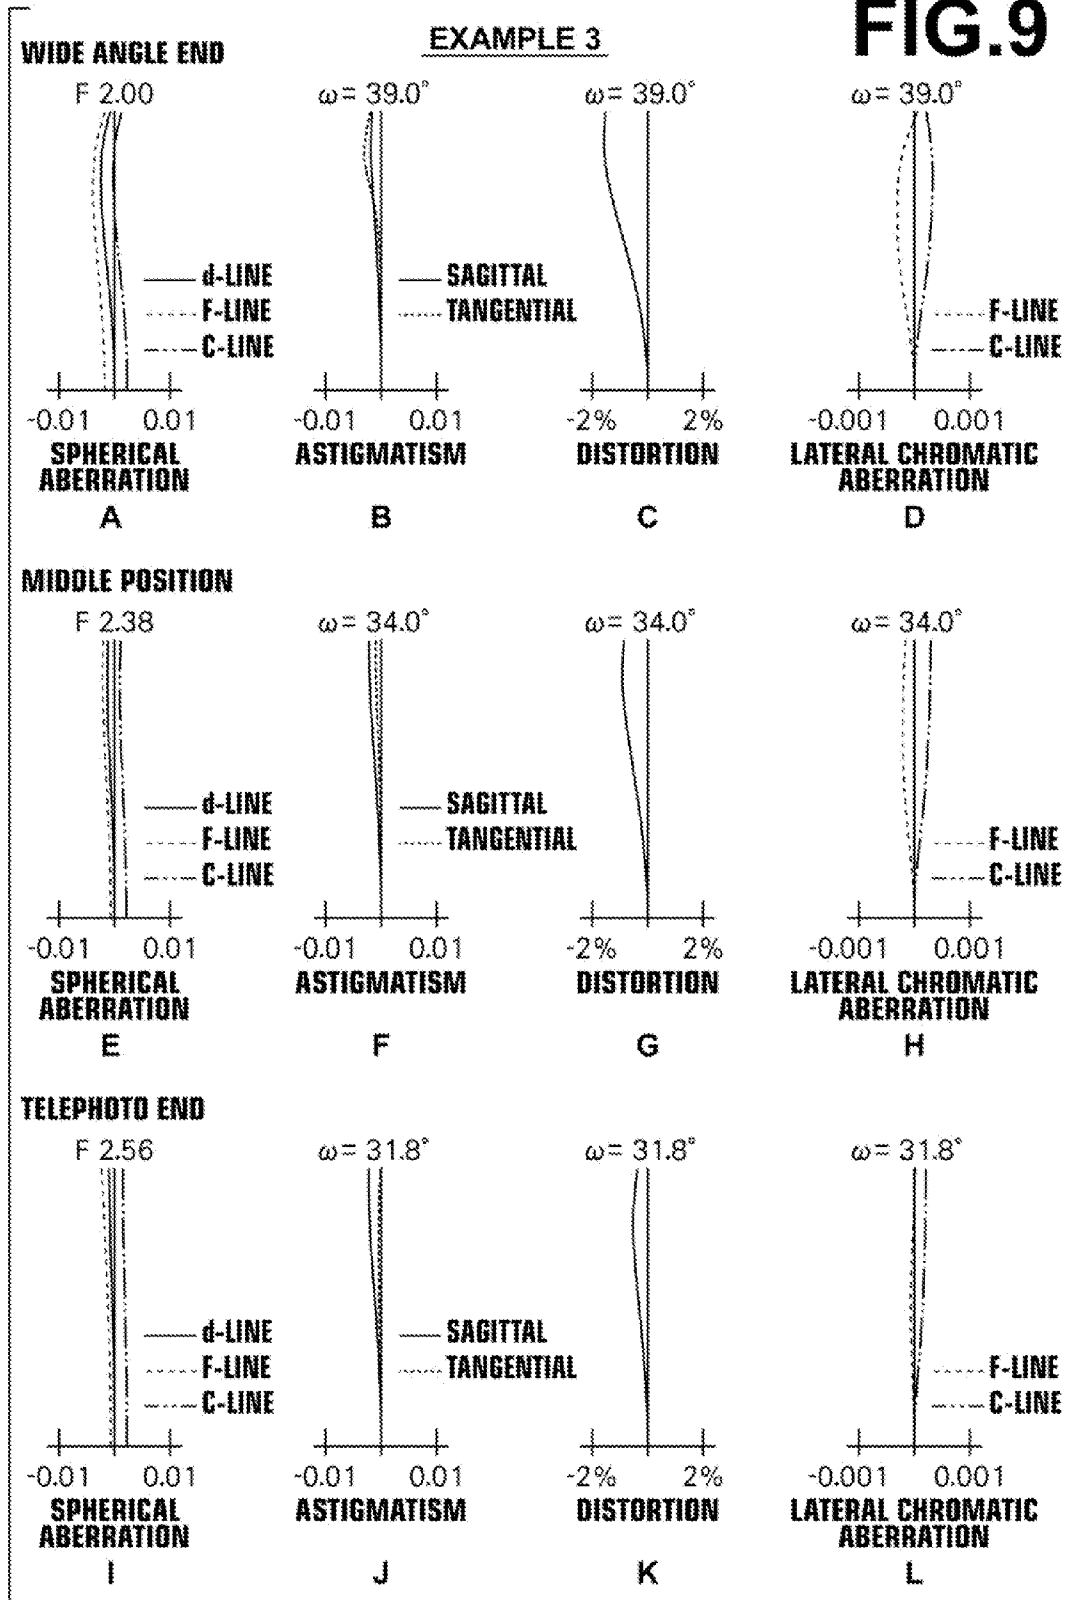 FIG.9
EXAMPLE 3
WIDE ANGLE END
F 2.00
ω= 39.0°
ω= 39.0°
ω= 39.0°
d-LINE
F-LINE
C-LINE
SAGITTAL
TANGENTIAL
F-LINE
C-LINE
-0.01 0.01
-0.01 0.01
-2% 2%
-0.001 0.001
SPHERICAL
ABERRATION
ASTIGMATISM
DISTORTION
LATERAL CHROMATIC
ABERRATION
A
B
C
D
MIDDLE POSITION
F 2.38
ω= 34.0°
ω= 34.0°
ω= 34.0°
d-LINE
F-LINE
C-LINE
SAGITTAL
TANGENTIAL
F-LINE
C-LINE
-0.01 0.01
-0.01 0.01
-2% 2%
-0.001 0.001
SPHERICAL
ABERRATION
ASTIGMATISM
DISTORTION
LATERAL CHROMATIC
ABERRATION
E
F
G
H
TELEPHOTO END
F 2.56
ω= 31.8°
ω= 31.8°
ω= 31.8°
d-LINE
F-LINE
C-LINE
SAGITTAL
TANGENTIAL
F-LINE
C-LINE
-0.01 0.01
-0.01 0.01
-2% 2%
-0.001 0.001
SPHERICAL
ABERRATION
ASTIGMATISM
DISTORTION
LATERAL CHROMATIC
ABERRATION
I
J
K
L